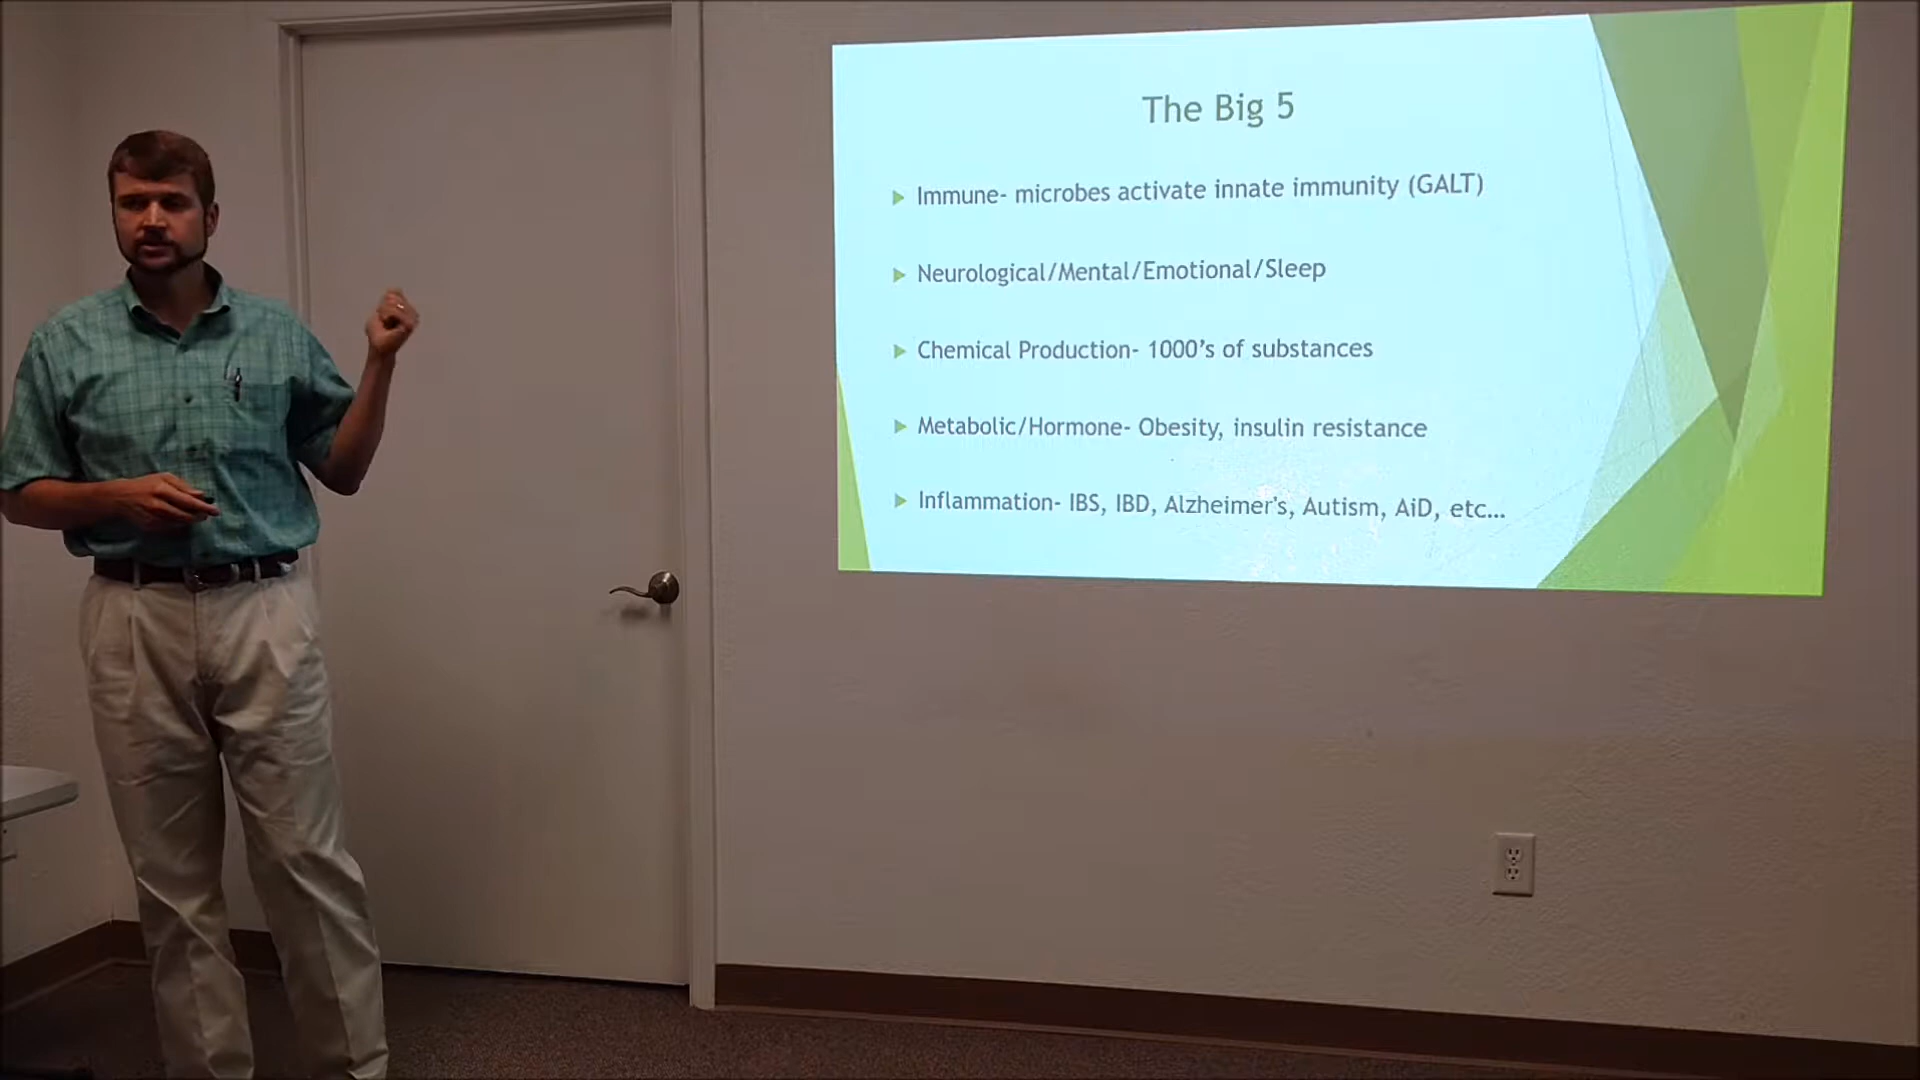 The Big 5
Immune- microbes activate innate immunity (GALT)
Neurological/Mental/Emotional/Sleep
Chemical Production- 1000’s of substances
Metabolic/Hormone- Obesity, insulin resistance
Inflammation- IBS, IBD, Alzheimer's, Autism, AiD, etc…